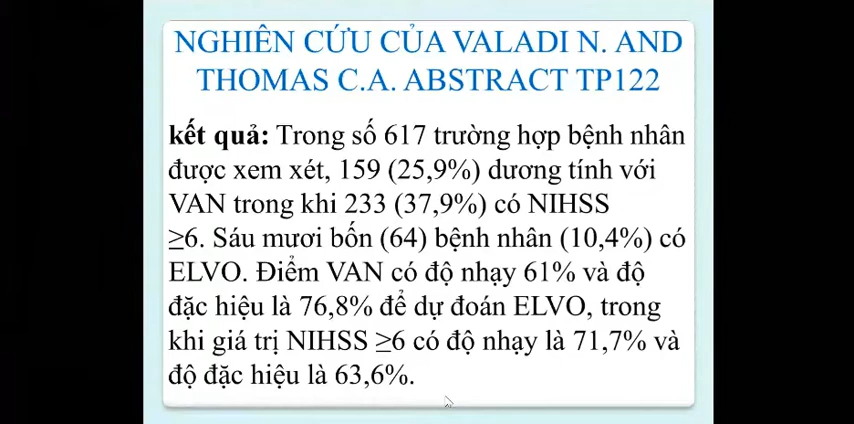 NGHIÊN CỨU CỦA VALADI N. AND
THOMAS C.A. ABSTRACT TP122
kết quả: Trong số 617 trường hợp bệnh nhân
được xem xét, 159 (25,9%) dương tính với
VAN trong khi 233 (37,9%) có NIHSS
≥6. Sáu mươi bốn (64) bệnh nhân (10,4%) có
ELVO. Điểm VAN có độ nhạy 61% và độ
đặc hiệu là 76,8% để dự đoán ELVO, trong
khi giá trị NIHSS ≥6 có độ nhạy là 71,7% và
độ đặc hiệu là 63,6%.